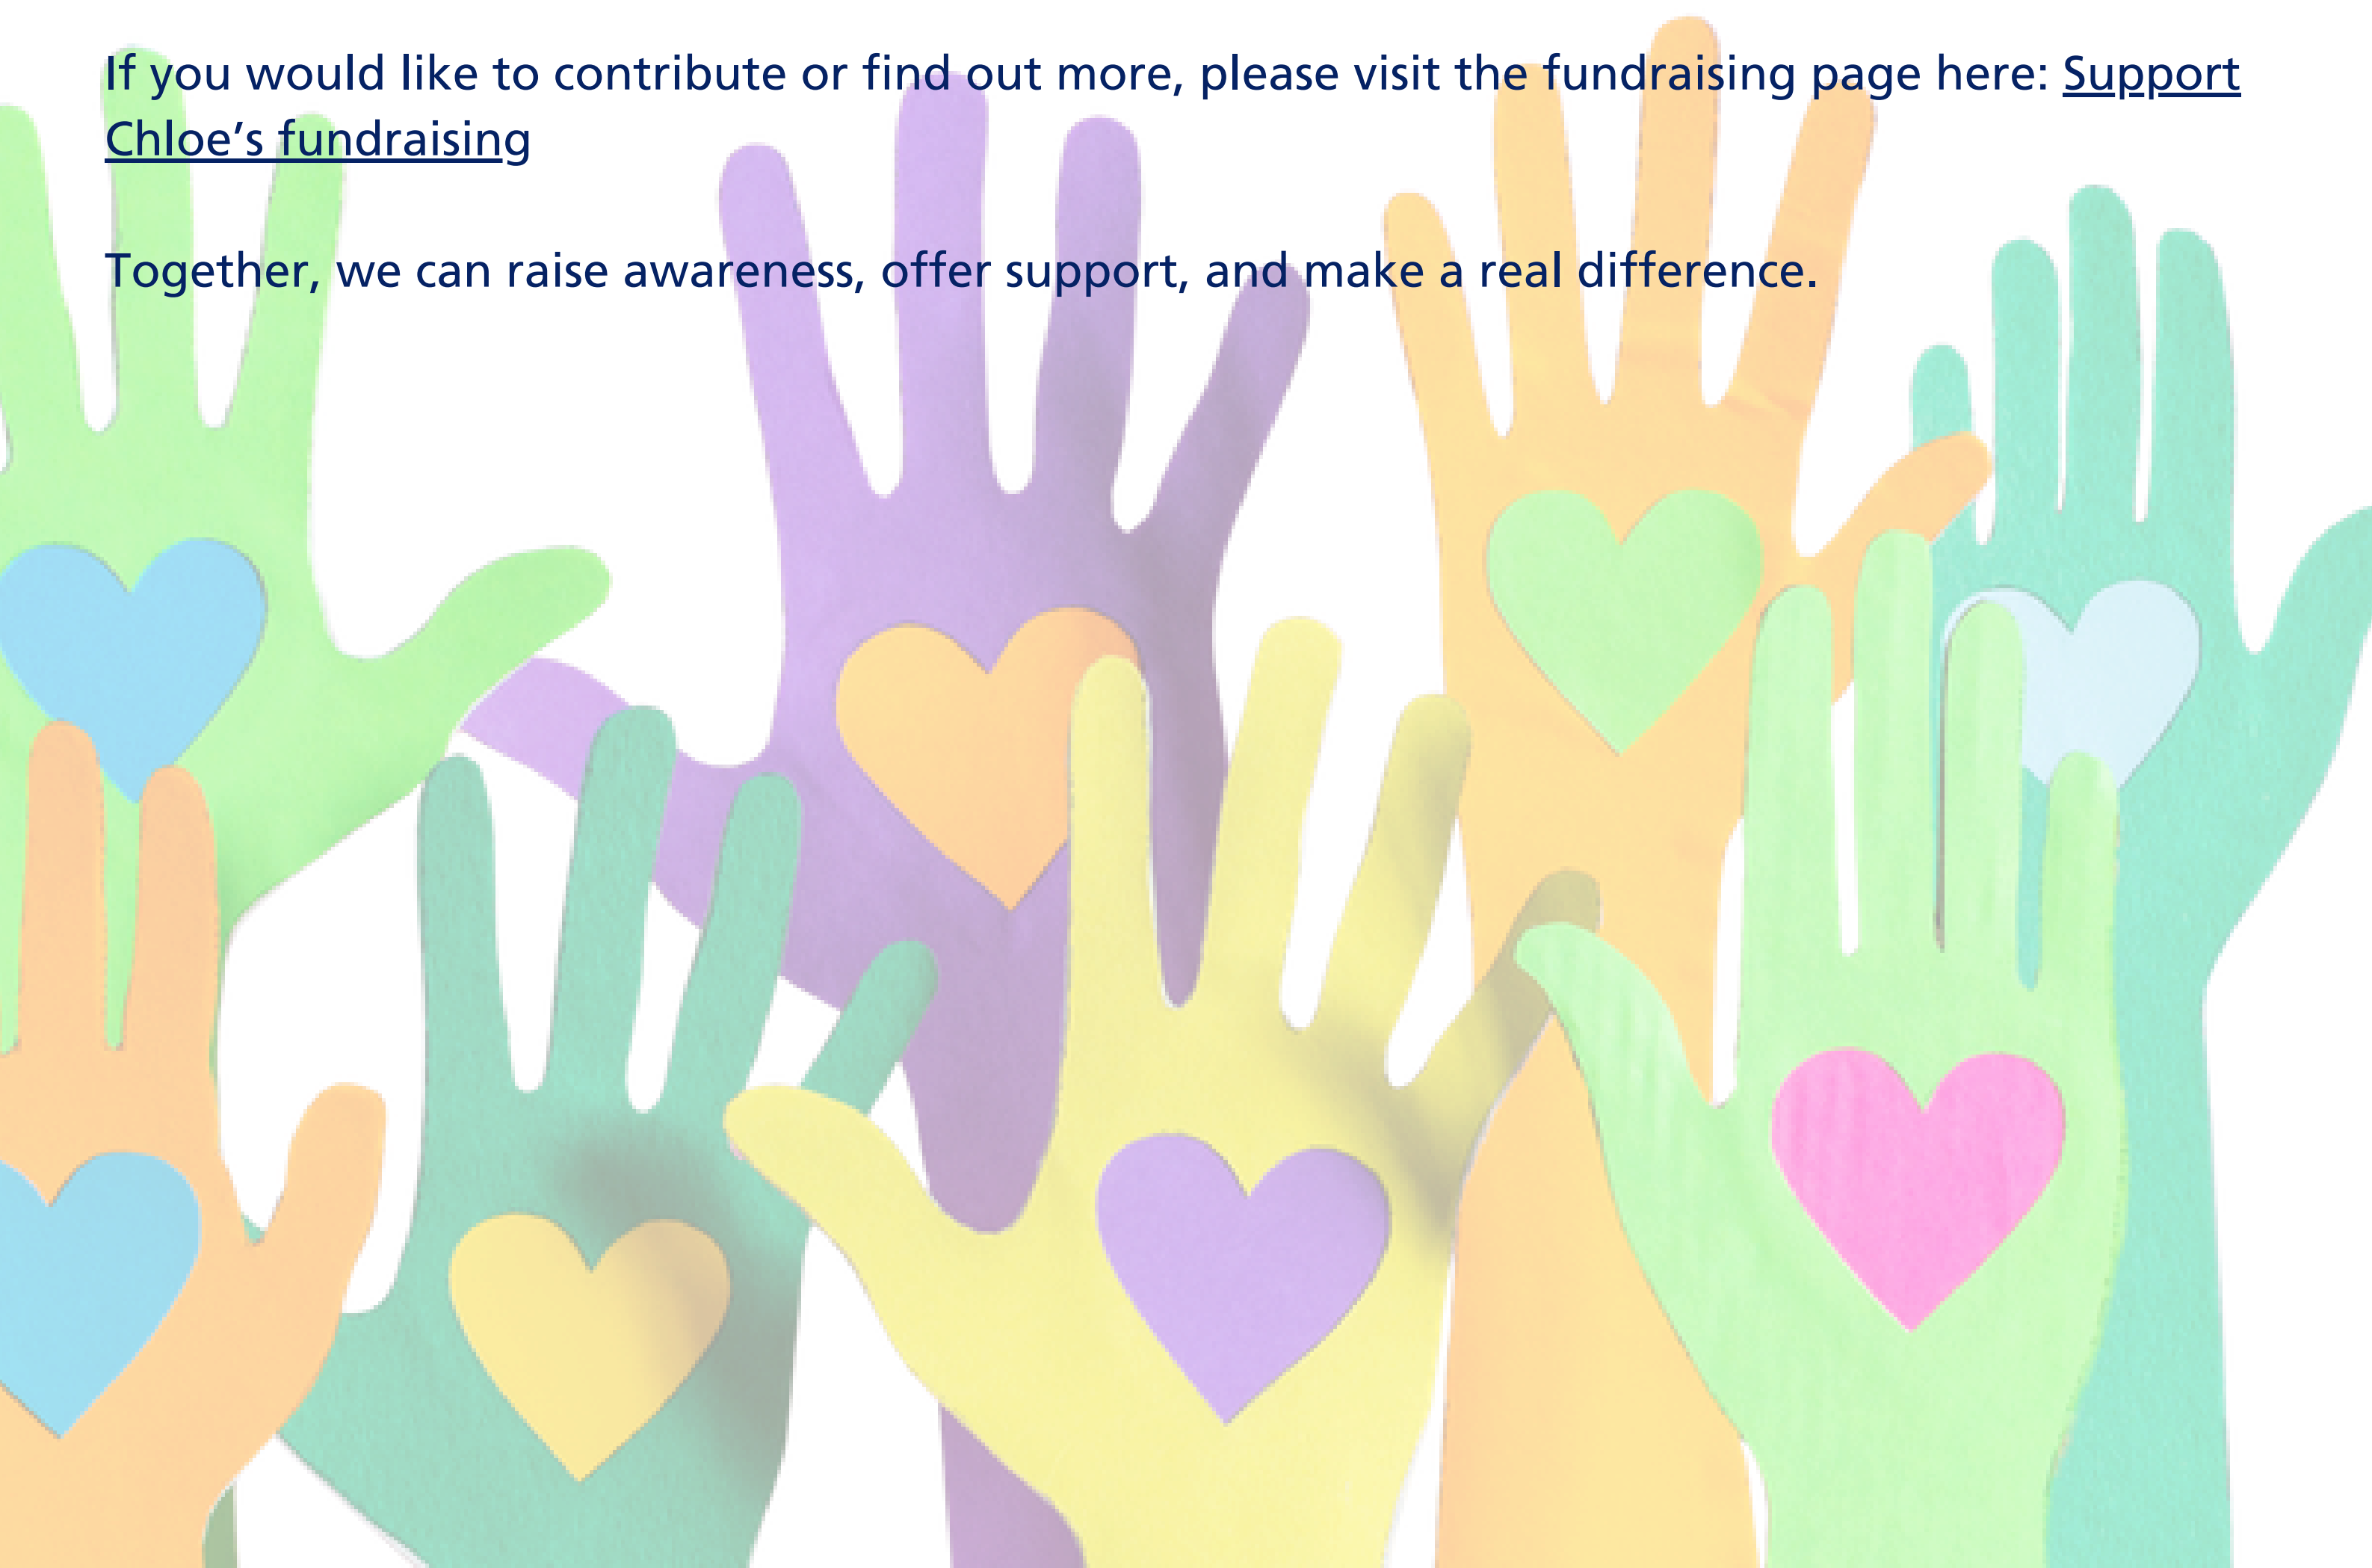 If you would like to contribute or find out more, please visit the fundraising page here: Support
Chloe’s fundraising
Together, we can raise awareness, offer support, and make a real difference.